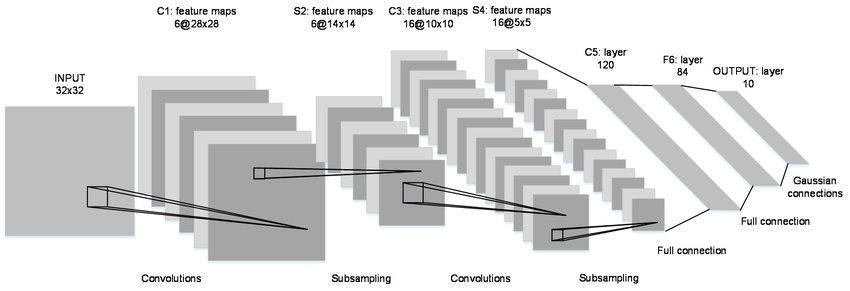 C1: feature maps
6@28x28
S2: feature maps
6@14x14
C3: feature maps
16@10x10
S4: feature maps
16@5x5
INPUT
32x32
C5: layer
120
F6: layer
84
OUTPUT: layer
10
Gaussian
connections
Full connection
Full connection
Convolutions
Subsampling
Convolutions
Subsampling